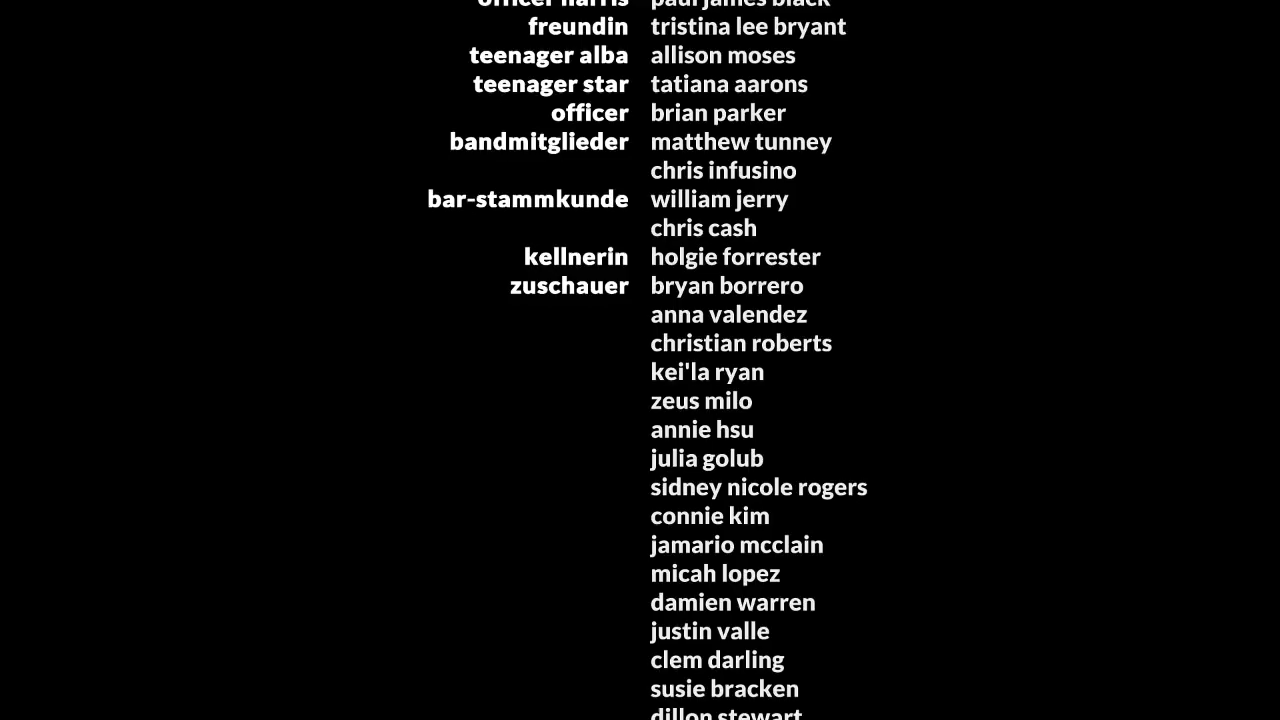 officer harris paul james black
freundin tristina lee bryant
teenager alba allison moses
teenager star tatiana aarons
officer brian parker
bandmitglieder matthew tunney
chris infusino
bar-stammkunde william jerry
chris cash
kellnerin holgie forrester
zuschauer bryan borrero
anna valendez
christian roberts
kei'la ryan
zeus milo
annie hsu
julia golub
sidney nicole rogers
connie kim
jamario mcclain
micah lopez
damien warren
justin valle
clem darling
susie bracken
dillon stewart